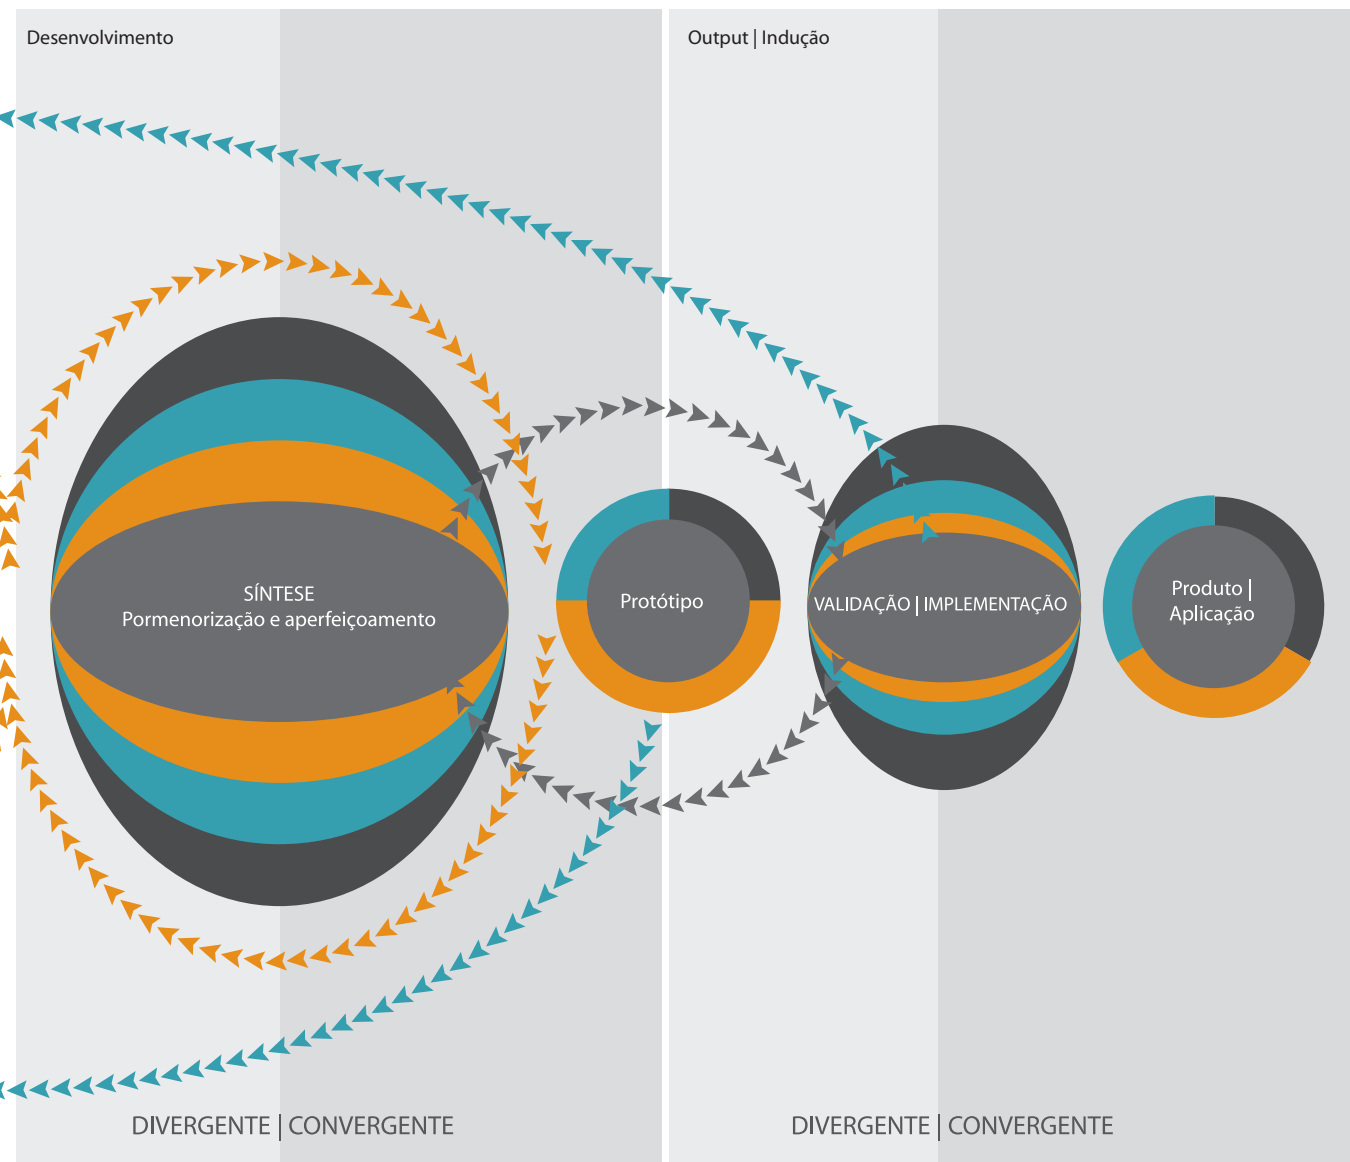 Desenvolvimento
Output | Indução
SÍNTESE
Pormenorização e aperfeiçoamento
Protótipo
VALIDAÇÃO | IMPLEMENTAÇÃO
Produto |
Aplicação
DIVERGENTE | CONVERGENTE
DIVERGENTE | CONVERGENTE